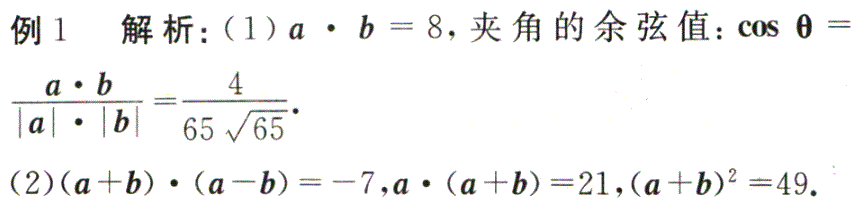 例1 解析:(1)a·b=8,夹角的余弦值:cos θ=
a·b/|a|·|b|=4/65√65.
(2)(a+b)·(a-b)=-7,a·(a+b)=21,(a+b)²=49.